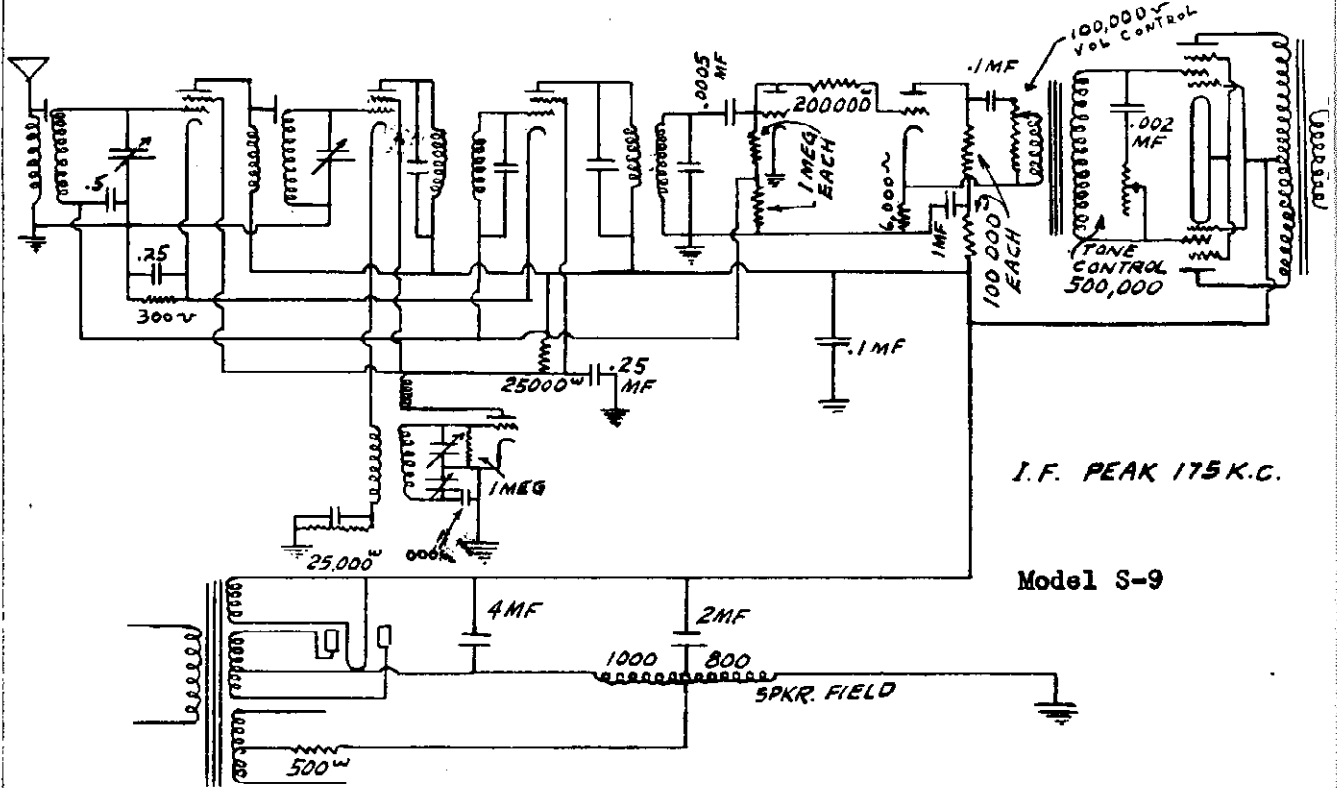 100,000 ~
VOL CONTROL
.1MF
.0005
MF
200000 ~
.002
MF
.5
1 MEG
EACH
6,000 ~
1MF
100 000 ~
EACH
TONE
CONTROL
500,000
.25
300 ~
.1MF
25000 ω
.25
MF
1 MEG
I.F. PEAK 175 K.C.
25,000 ω
Model S-9
4MF
2MF
1000
800
SPKR. FIELD
500 ω